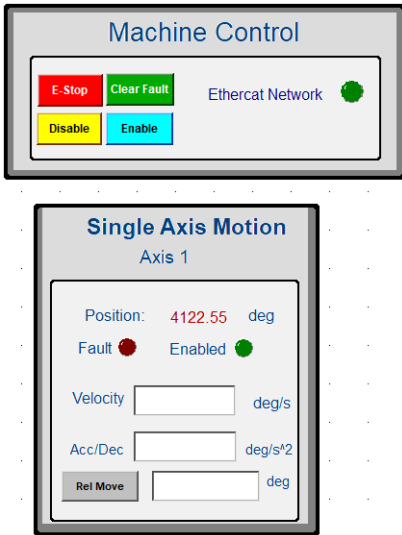 Machine Control
E-Stop Clear Fault Ethercat Network
Disable Enable
Single Axis Motion
Axis 1
Position: 4122.55 deg
Fault Enabled
Velocity deg/s
Acc/Dec deg/s^2
Rel Move deg